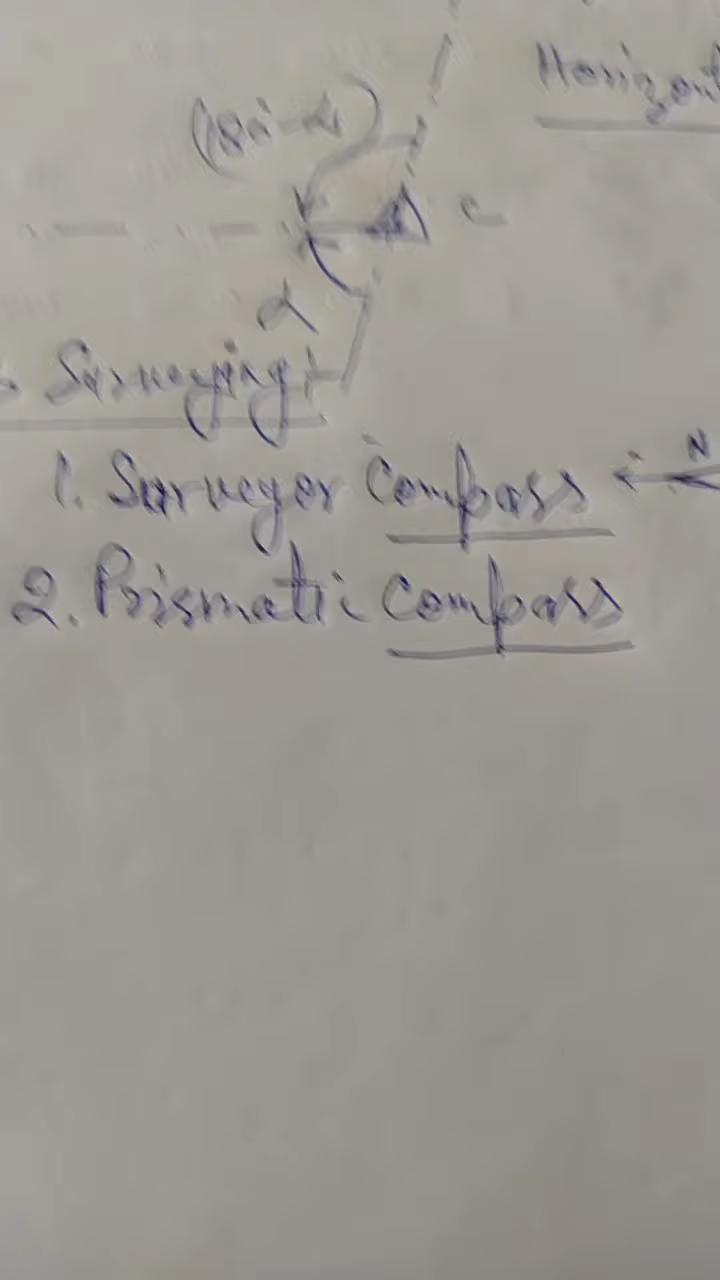 (180-α)
C
α
Surveying:-
1. Surveyor Compass
N
2. Prismatic Compass